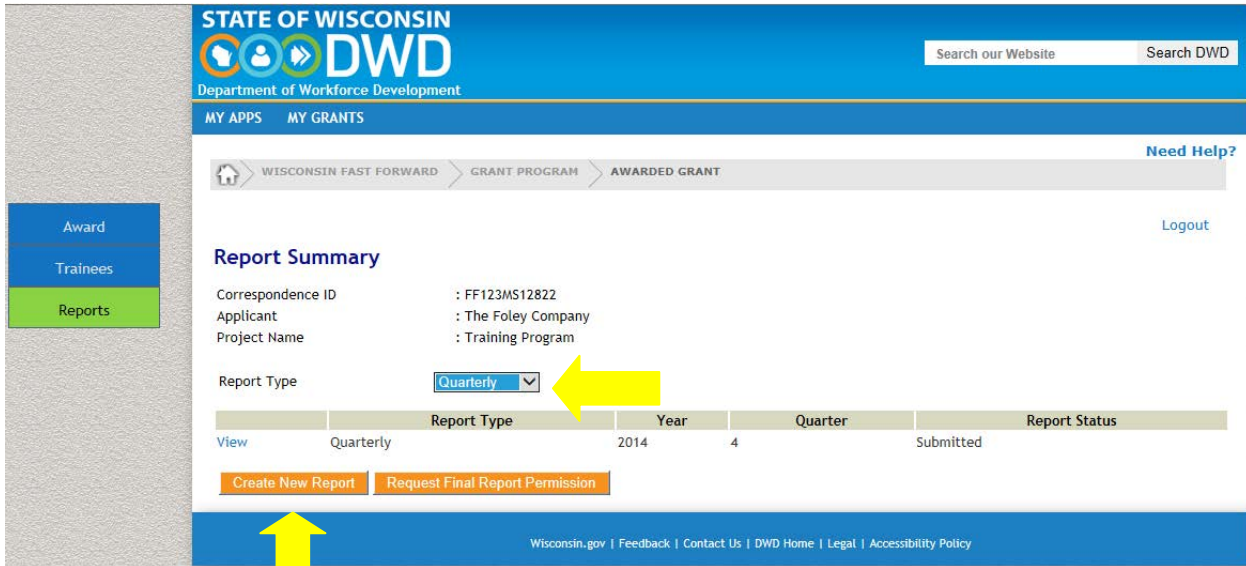 STATE OF WISCONSIN
DWD
Department of Workforce Development
Search our Website Search DWD
MY APPS MY GRANTS
Need Help?
WISCONSIN FAST FORWARD GRANT PROGRAM AWARDED GRANT
Logout
Award
Trainees
Reports
Report Summary
Correspondence ID : FF123MS12822
Applicant : The Foley Company
Project Name : Training Program
Report Type Quarterly
Report Type Year Quarter Report Status
View Quarterly 2014 4 Submitted
Create New Report Request Final Report Permission
Wisconsin.gov | Feedback | Contact Us | DWD Home | Legal | Accessibility Policy